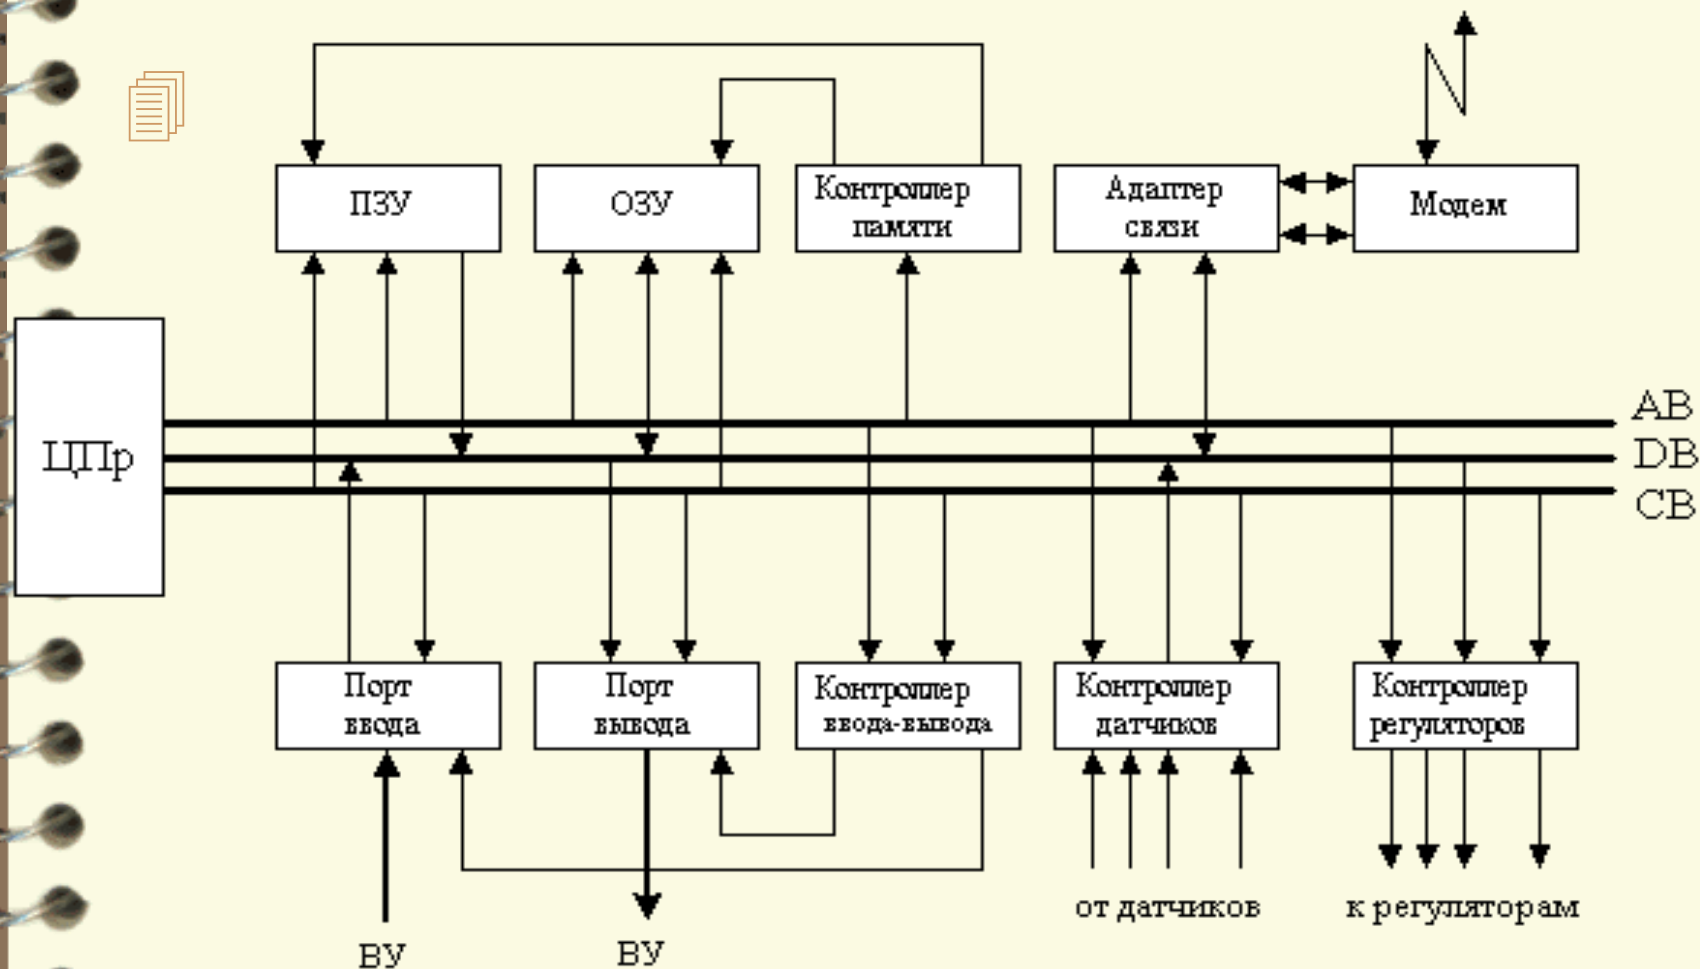 ПЗУ
ОЗУ
Контроллер
памяти
Адаптер
связи
Модем
ЦПр
AB
DB
CB
Порт
ввода
Порт
вывода
Контроллер
ввода-вывода
Контроллер
датчиков
Контроллер
регуляторов
от датчиков
к регуляторам
ВУ
ВУ